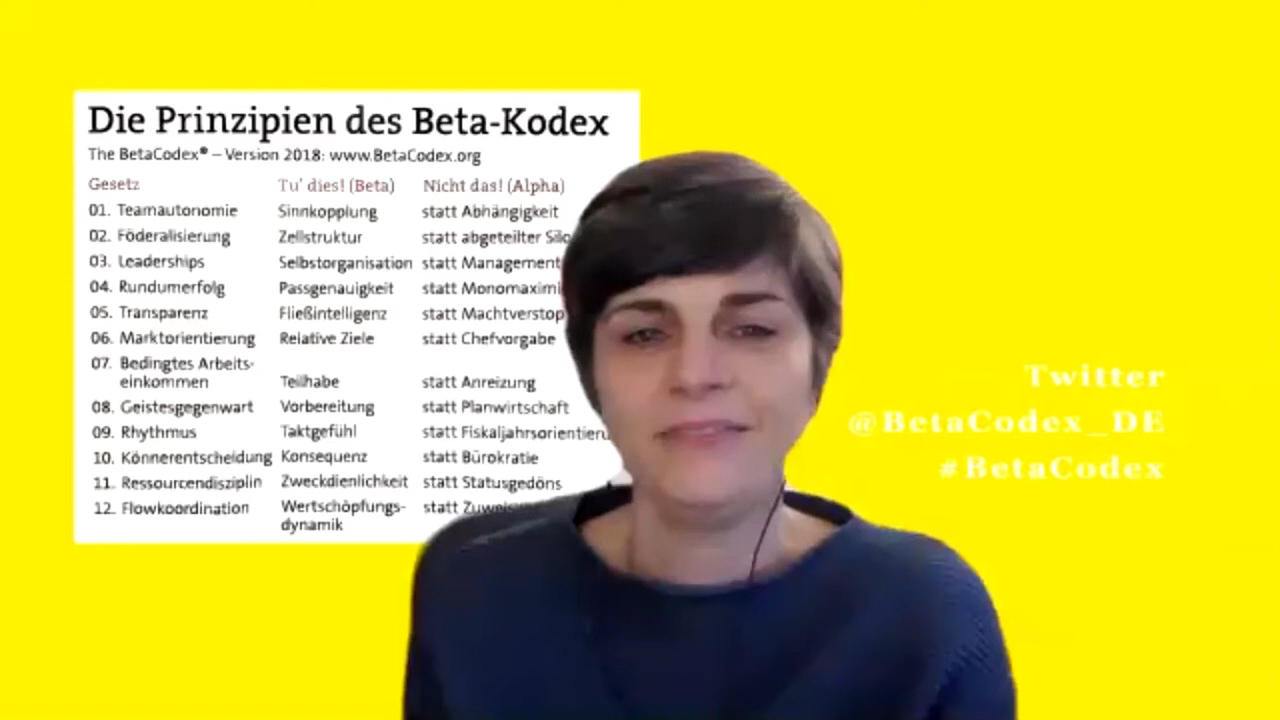 Die Prinzipien des Beta-Kodex
The BetaCodex® – Version 2018: www.BetaCodex.org
Gesetz Tu' dies! (Beta) Nicht das! (Alpha)
01. Teamautonomie Sinnkopplung statt Abhängigkeit
02. Föderalisierung Zellstruktur statt abgeteilter
03. Leaderships Selbstorganisation statt Management
04. Rundumerfolg Passgenauigkeit statt
05. Transparenz Fließintelligenz statt
06. Marktorientierung Relative Ziele statt Chefvorgabe
07. Bedingtes Arbeits-
einkommen Teilhabe statt Anreizung
08. Geistesgegenwart Vorbereitung statt Planwirtschaft
09. Rhythmus Taktgefühl statt
10. Könnerentscheidung Konsequenz statt Bürokratie
11. Ressourcendisziplin Zweckdienlichkeit statt Statusgedöns
12. Flowkoordination Wertschöpfungs- statt
dynamik
Twitter
@BetaCodex_DE
#BetaCodex